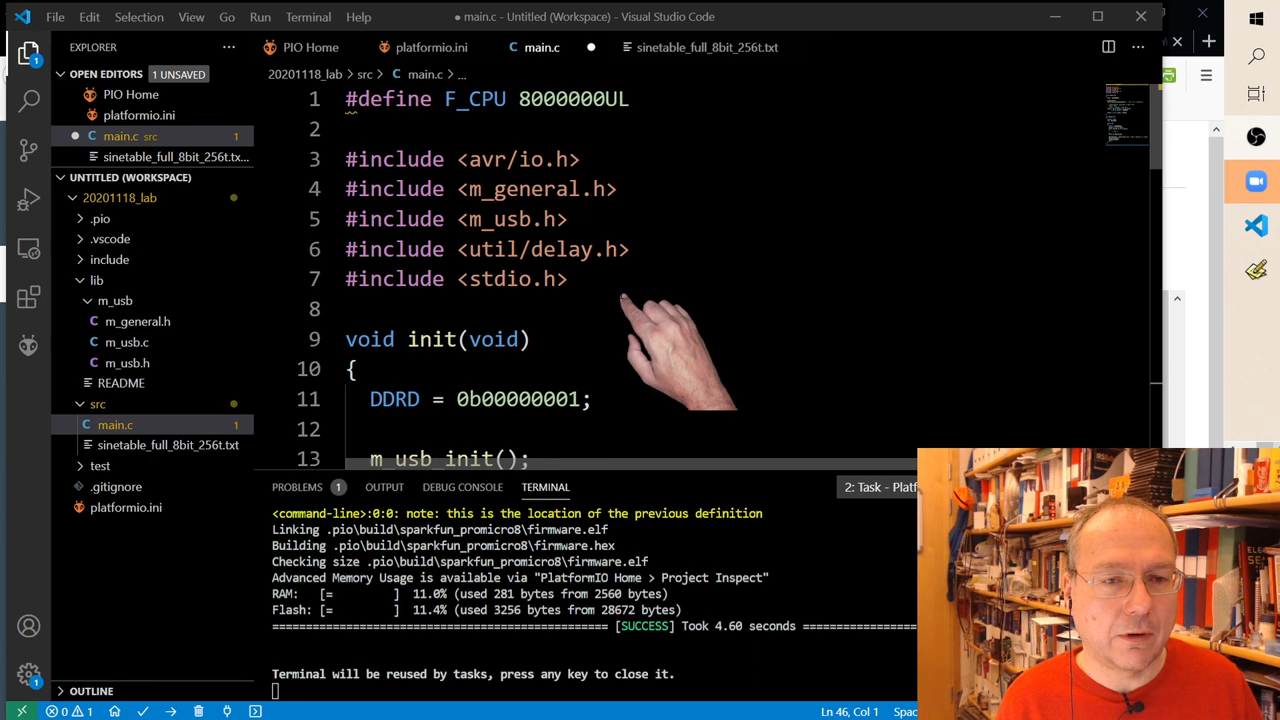 File Edit Selection View Go Run Terminal Help
● main.c - Untitled (Workspace) - Visual Studio Code
EXPLORER
PIO Home
platformio.ini
main.c
sinetable_full_8bit_256t.txt
OPEN EDITORS 1 UNSAVED
20201118_lab > src > C main.c > ...
PIO Home
platformio.ini
C main.c src 1
sinetable_full_8bit_256t.tx...
UNTITLED (WORKSPACE)
20201118_lab
.pio
.vscode
include
lib
m_usb
C m_general.h
C m_usb.c
C m_usb.h
README
src
C main.c 1
sinetable_full_8bit_256t.txt
test
.gitignore
platformio.ini
OUTLINE
1 #define F_CPU 8000000UL
2
3 #include <avr/io.h>
4 #include <m_general.h>
5 #include <m_usb.h>
6 #include <util/delay.h>
7 #include <stdio.h>
8
9 void init(void)
10 {
11 DDRD = 0b00000001;
12
13 m_usb_init();
PROBLEMS 1 OUTPUT DEBUG CONSOLE TERMINAL
2: Task - Platf
<command-line>:0:0: note: this is the location of the previous definition
Linking .pio\build\sparkfun_promicro8\firmware.elf
Building .pio\build\sparkfun_promicro8\firmware.hex
Checking size .pio\build\sparkfun_promicro8\firmware.elf
Advanced Memory Usage is available via "PlatformIO Home > Project Inspect"
RAM: [= ] 11.0% (used 281 bytes from 2560 bytes)
Flash: [= ] 11.4% (used 3256 bytes from 28672 bytes)
================================================== [SUCCESS] Took 4.60 seconds =================
Terminal will be reused by tasks, press any key to close it.
0 1
Ln 46, Col 1 Spac